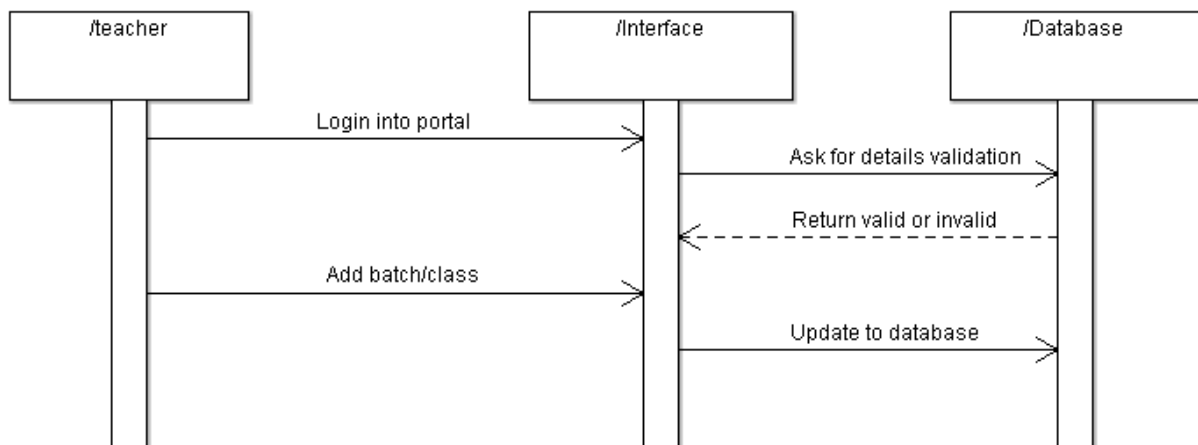 /teacher
/Interface
/Database
Login into portal
Ask for details validation
Return valid or invalid
Add batch/class
Update to database